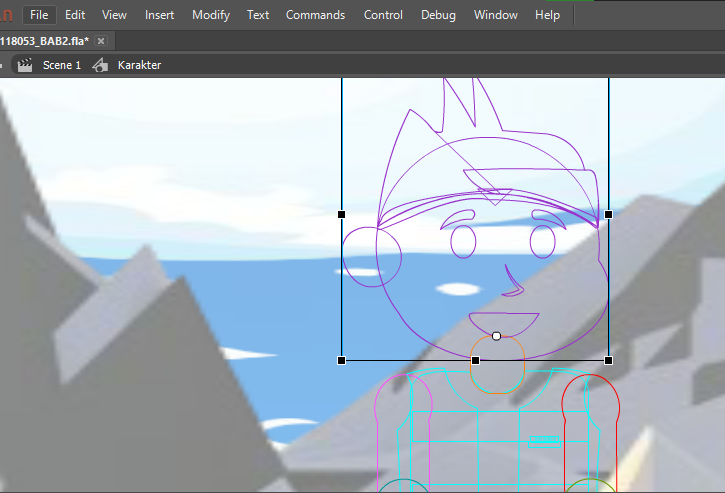 File Edit View Insert Modify Text Commands Control Debug Window Help
118053_BAB2.fla*
Scene 1 Karakter